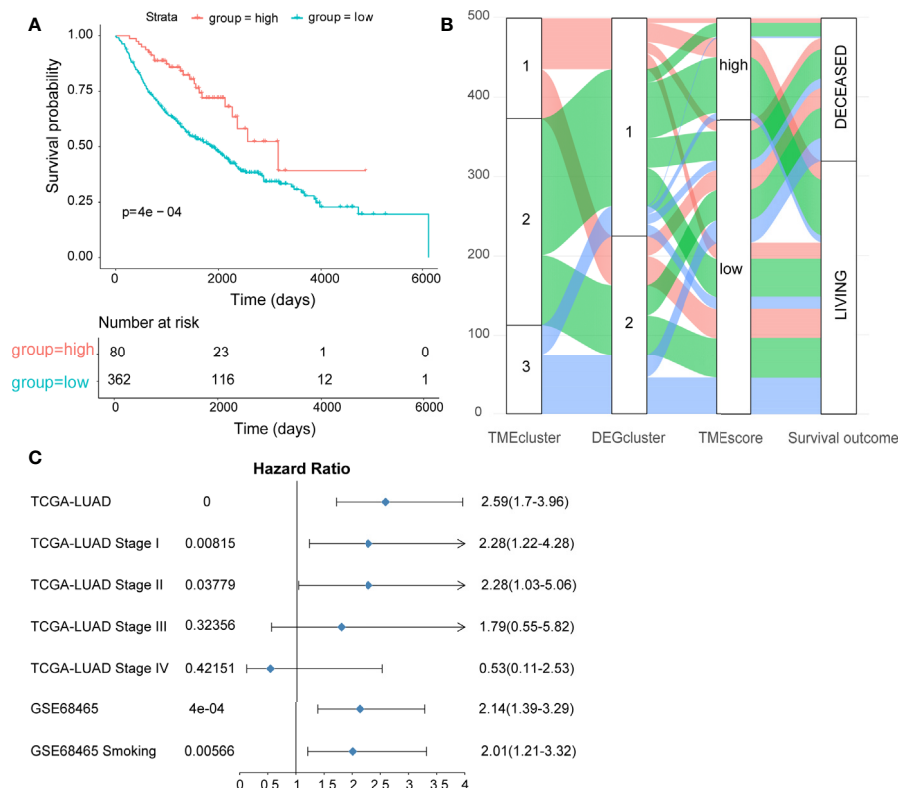 A
Strata group = high group = low
Survival probability
1.00
0.75
0.50
0.25
0.00
p=4e − 04
0 2000 4000 6000
Time (days)
Number at risk
group=high 80 23 1 0
group=low 362 116 12 1
0 2000 4000 6000
Time (days)
B
500
400
300
200
100
0
1
2
3
1
2
high
low
DECEASED
LIVING
TMEcluster DEGcluster TMEscore Survival outcome
C
Hazard Ratio
TCGA-LUAD 0 2.59(1.7-3.96)
TCGA-LUAD Stage I 0.00815 2.28(1.22-4.28)
TCGA-LUAD Stage II 0.03779 2.28(1.03-5.06)
TCGA-LUAD Stage III 0.32356 1.79(0.55-5.82)
TCGA-LUAD Stage IV 0.42151 0.53(0.11-2.53)
GSE68465 4e-04 2.14(1.39-3.29)
GSE68465 Smoking 0.00566 2.01(1.21-3.32)
0 0.5 1 1.5 2 2.5 3 3.5 4